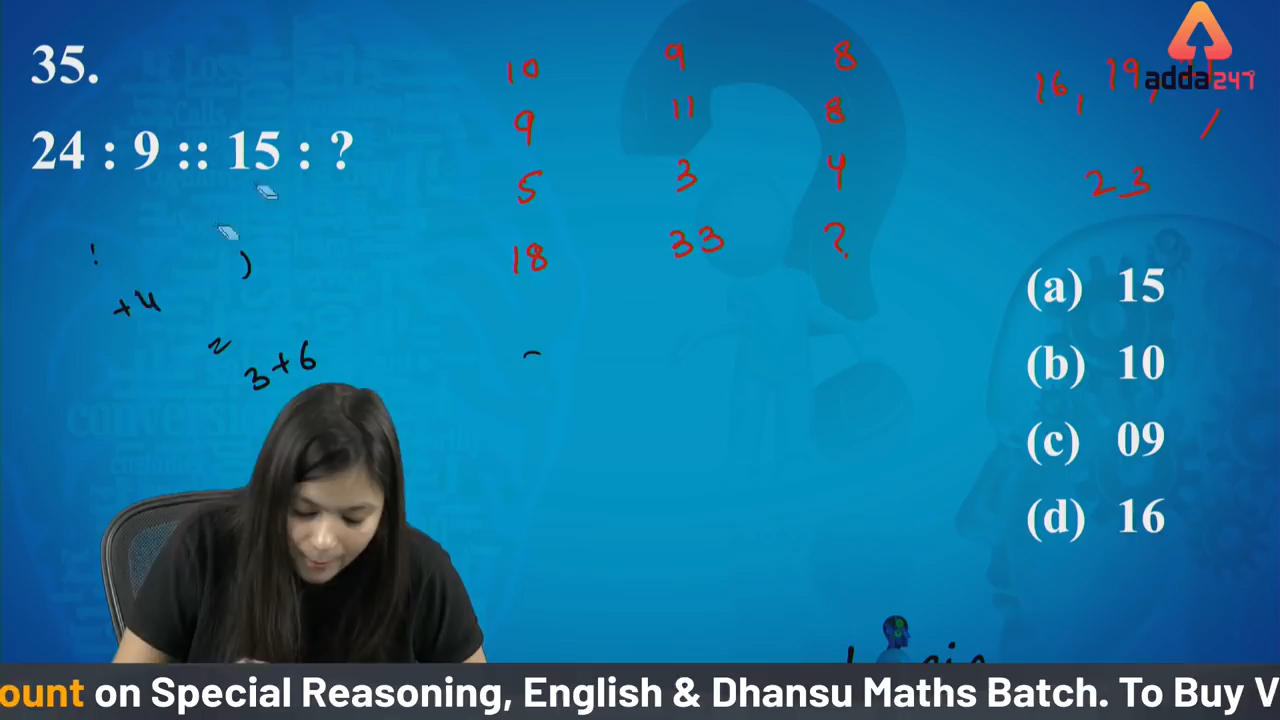 35.
24 : 9 :: 15 : ?
10 9 8
9 11 8
5 3 4
18 33 ?
+4
3+6
16, 19,
23
adda247
(a) 15
(b) 10
(c) 09
(d) 16
ount on Special Reasoning, English & Dhansu Maths Batch. To Buy V